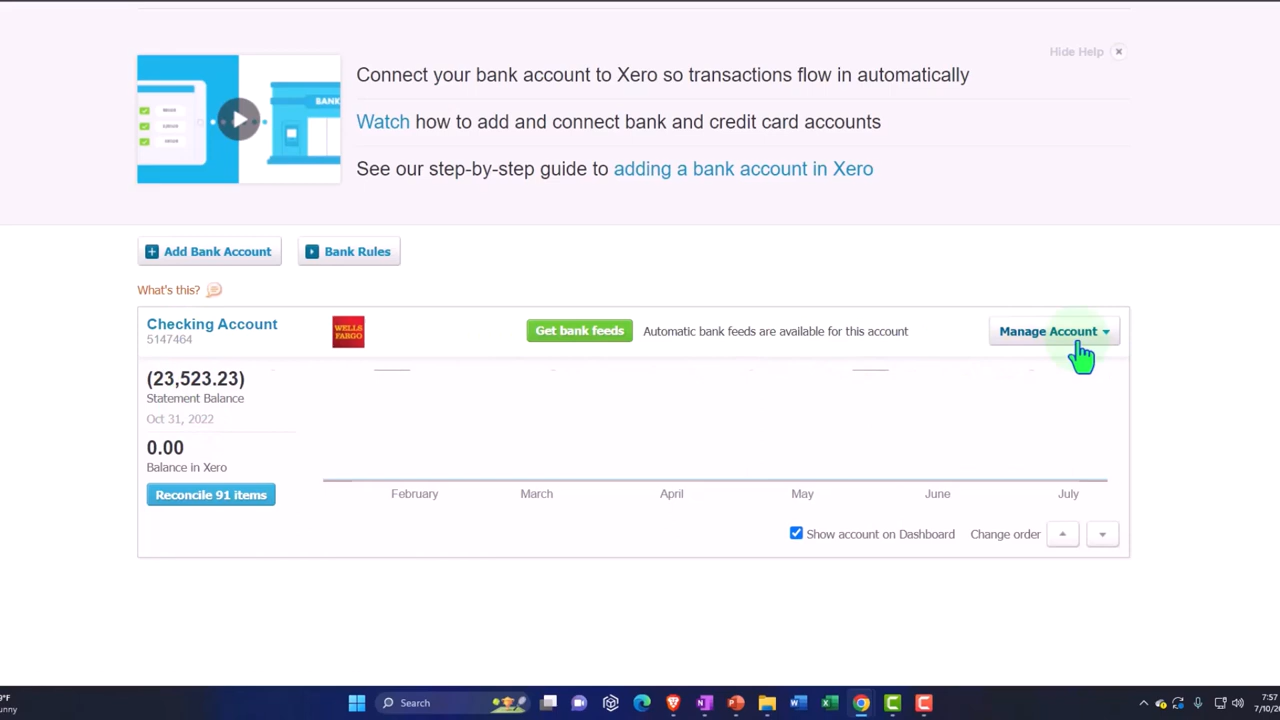 Hide Help
Connect your bank account to Xero so transactions flow in automatically
BANK
Watch how to add and connect bank and credit card accounts
See our step-by-step guide to adding a bank account in Xero
Add Bank Account Bank Rules
What's this?
Checking Account
5147464
WELLS
FARGO
Get bank feeds Automatic bank feeds are available for this account Manage Account
(23,523.23)
Statement Balance
Oct 31, 2022
0.00
Balance in Xero
Reconcile 91 items
February March April May June July
Show account on Dashboard Change order
Search
7:57